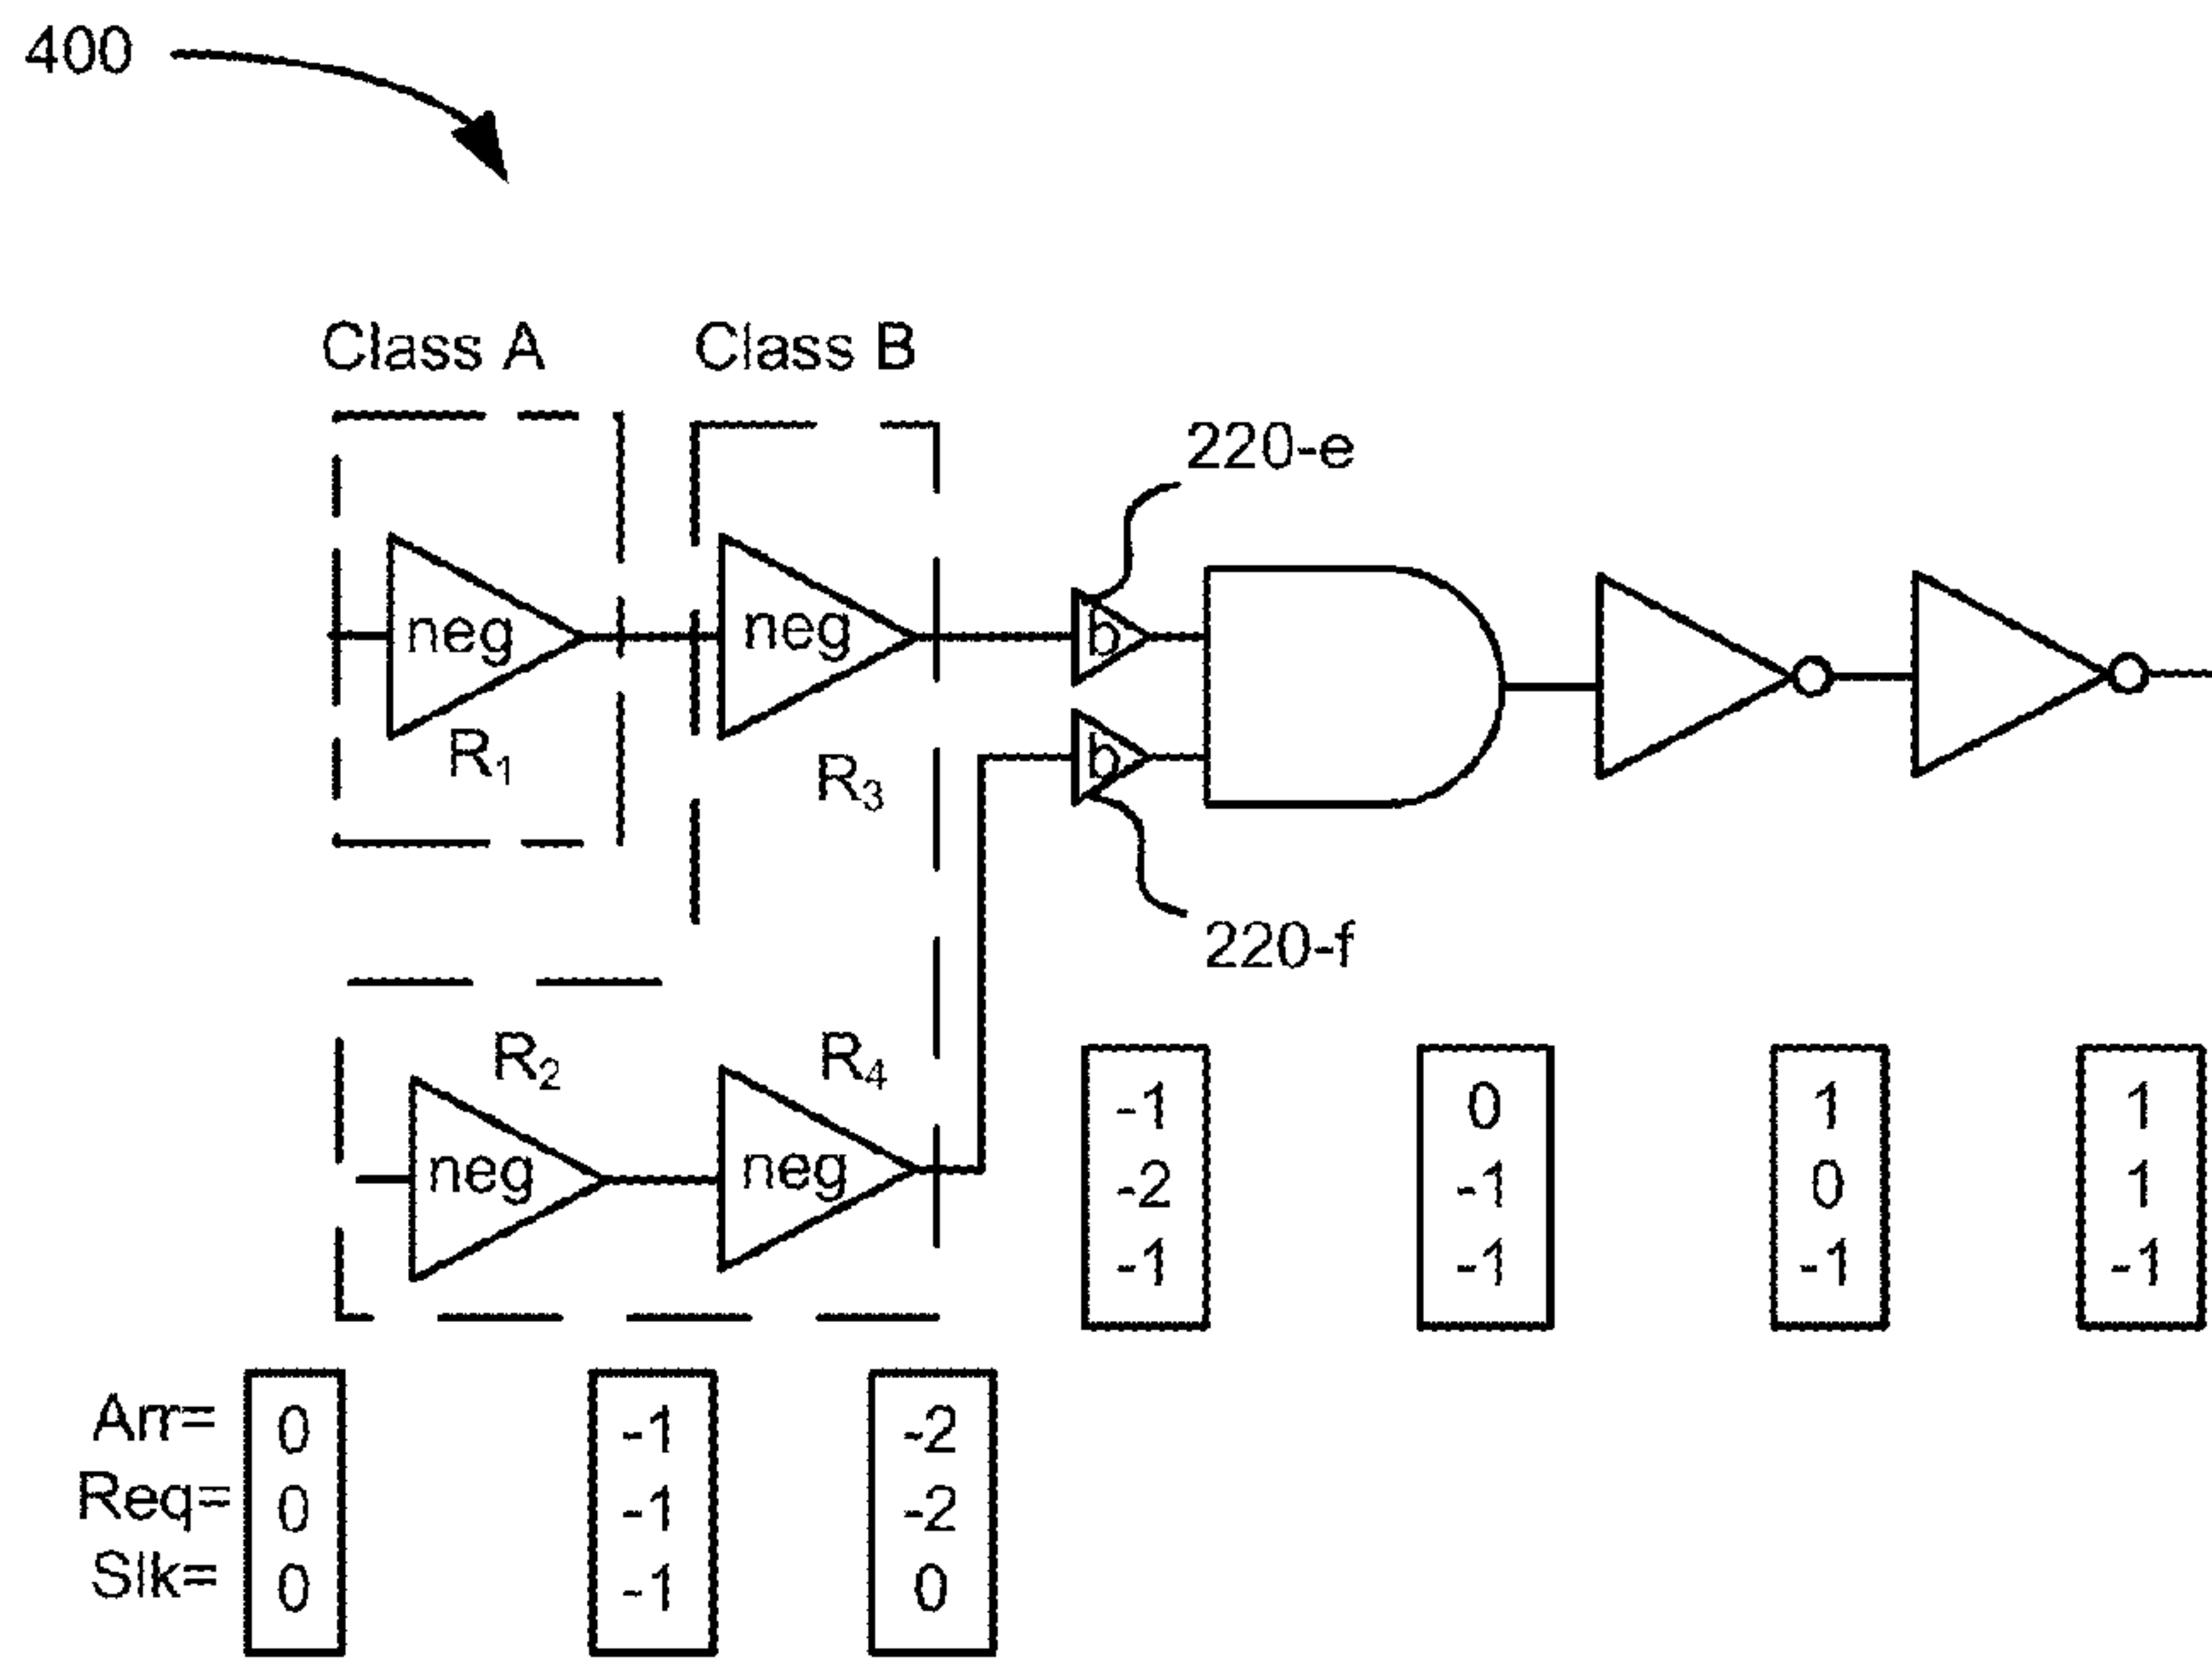 400
Class A
Class B
220-e
neg
neg
b
R1
R3
b
220-f
R2
R4
neg
neg
-1
-2
-1
0
-1
-1
1
0
-1
1
1
-1
Arr= 0 -1 -2
Req= 0 -1 -2
Slk= 0 -1 0